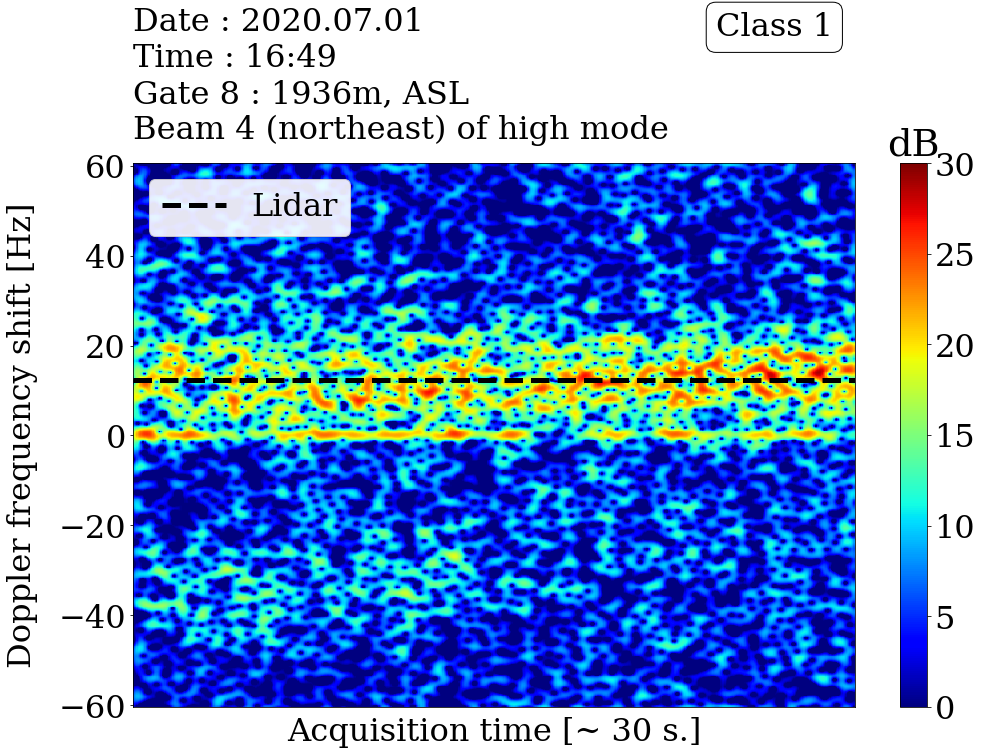 Date : 2020.07.01
Time : 16:49
Gate 8 : 1936m, ASL
Beam 4 (northeast) of high mode
Class 1
dB
Lidar
Doppler frequency shift [Hz]
60
40
20
0
−20
−40
−60
Acquisition time [~ 30 s.]
30
25
20
15
10
5
0